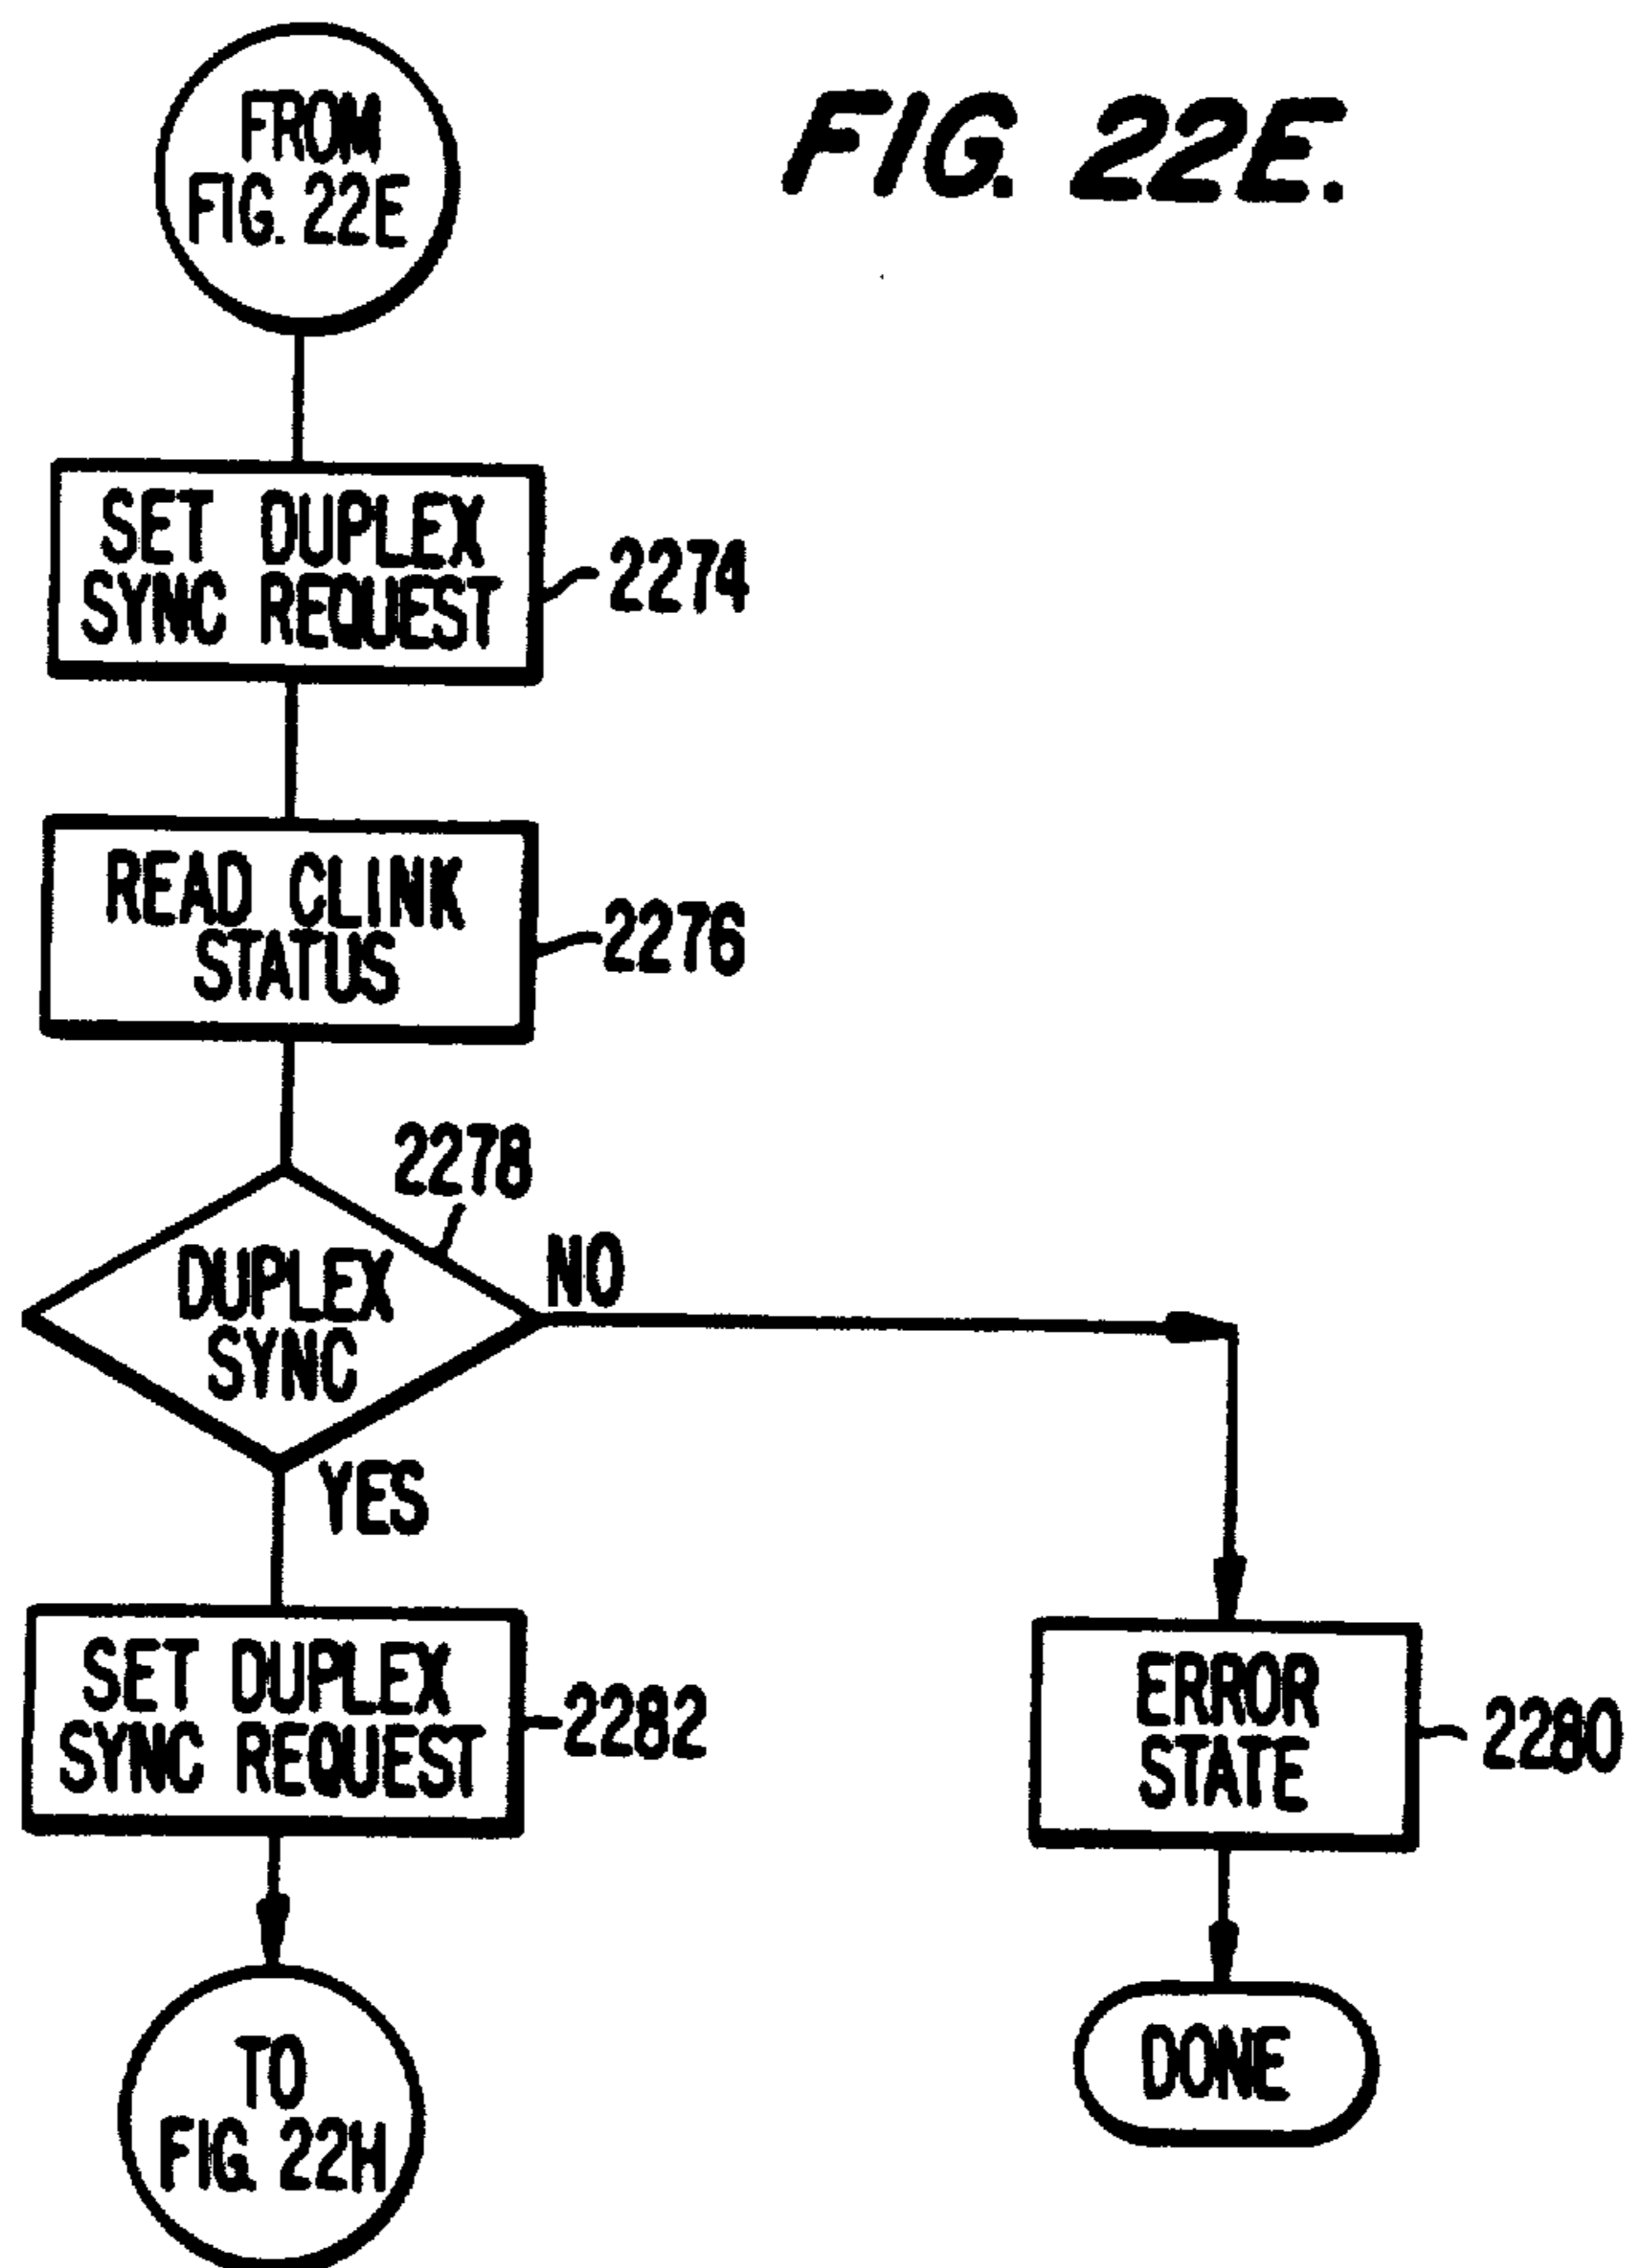 FROM
FIG. 22E
FIG. 22E.
SET DUPLEX
SYNC REQUEST
2274
READ CLINK
STATUS
2276
2278
DUPLEX
SYNC
NO
YES
SET DUPLEX
SYNC REQUEST
2282
ERROR
STATE
2280
TO
FIG. 22H
DONE